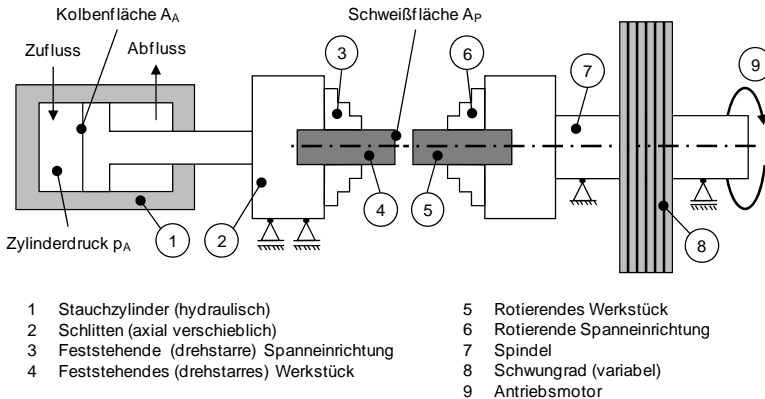 Kolbenfläche AA
Schweißfläche AP
Zufluss
Abfluss
3
6
7
9
Zylinderdruck pA
1
2
4
5
8
1 Stauchzylinder (hydraulisch)
2 Schlitten (axial verschieblich)
3 Feststehende (drehstarre) Spanneinrichtung
4 Feststehendes (drehstarres) Werkstück
5 Rotierendes Werkstück
6 Rotierende Spanneinrichtung
7 Spindel
8 Schwungrad (variabel)
9 Antriebsmotor